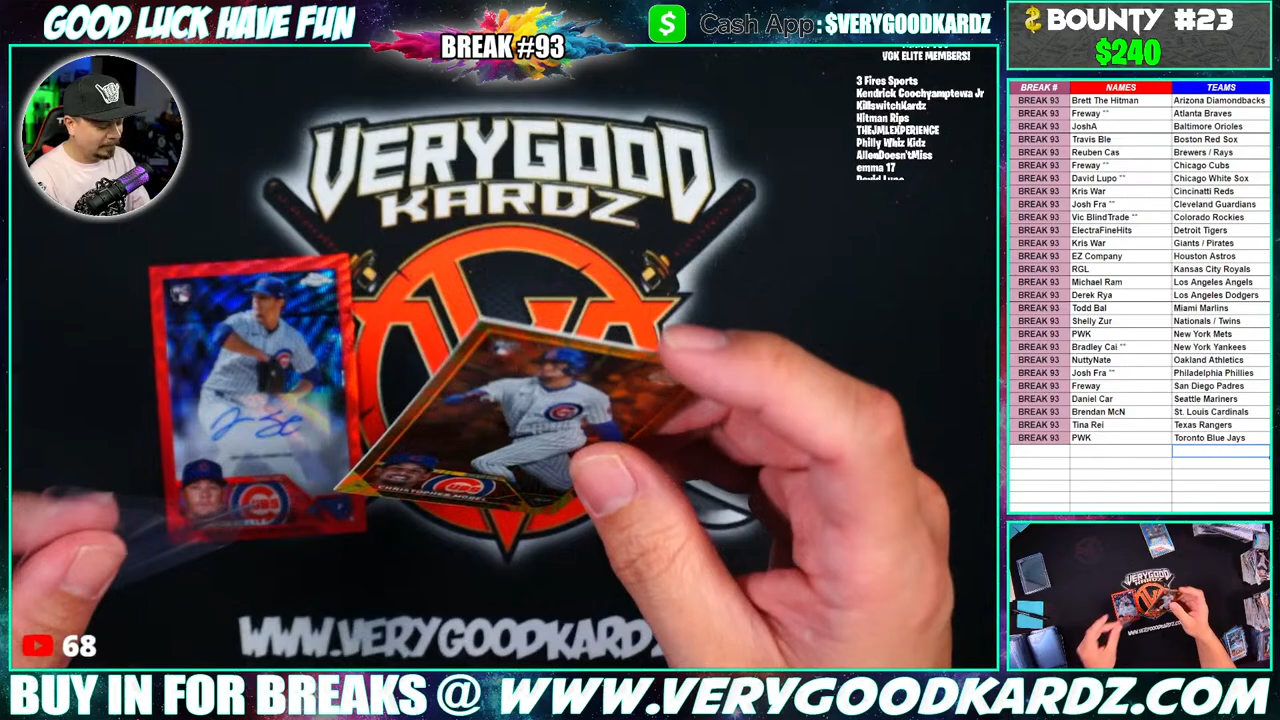 GOOD LUCK HAVE FUN
BREAK #93
$ Cash App : $VERYGOODKARDZ
$ BOUNTY #23
$240
VGK ELITE MEMBERS!
3 Fires Sports
Kendrick Coochyamptewa Jr
KillswitchKardz
Hitman Rips
THEJMLEXPERIENCE
Philly Whiz Kidz
AllenDoesn'tMiss
emma 17
David Lupo
BREAK # NAMES TEAMS
BREAK 93 Brett The Hitman Arizona Diamondbacks
BREAK 93 Freway ** Atlanta Braves
BREAK 93 JoshA Baltimore Orioles
BREAK 93 Travis Ble Boston Red Sox
BREAK 93 Reuben Cas Brewers / Rays
BREAK 93 Freway ** Chicago Cubs
BREAK 93 David Lupo ** Chicago White Sox
BREAK 93 Kris War Cincinatti Reds
BREAK 93 Josh Fra ** Cleveland Guardians
BREAK 93 Vic BlindTrade ** Colorado Rockies
BREAK 93 ElectraFineHits Detroit Tigers
BREAK 93 Kris War Giants / Pirates
BREAK 93 EZ Company Houston Astros
BREAK 93 RGL Kansas City Royals
BREAK 93 Michael Ram Los Angeles Angels
BREAK 93 Derek Rya Los Angeles Dodgers
BREAK 93 Todd Bal Miami Marlins
BREAK 93 Shelly Zur Nationals / Twins
BREAK 93 PWK New York Mets
BREAK 93 Bradley Cai ** New York Yankees
BREAK 93 NuttyNate Oakland Athletics
BREAK 93 Josh Fra ** Philadelphia Phillies
BREAK 93 Freway San Diego Padres
BREAK 93 Daniel Car Seattle Mariners
BREAK 93 Brendan McN St. Louis Cardinals
BREAK 93 Tina Rei Texas Rangers
BREAK 93 PWK Toronto Blue Jays
VERYGOOD
KARDZ
CHRISTOPHER MOREL
CUBS
WWW.VERYGOODKARDZ
68
BUY IN FOR BREAKS @ WWW.VERYGOODKARDZ.COM